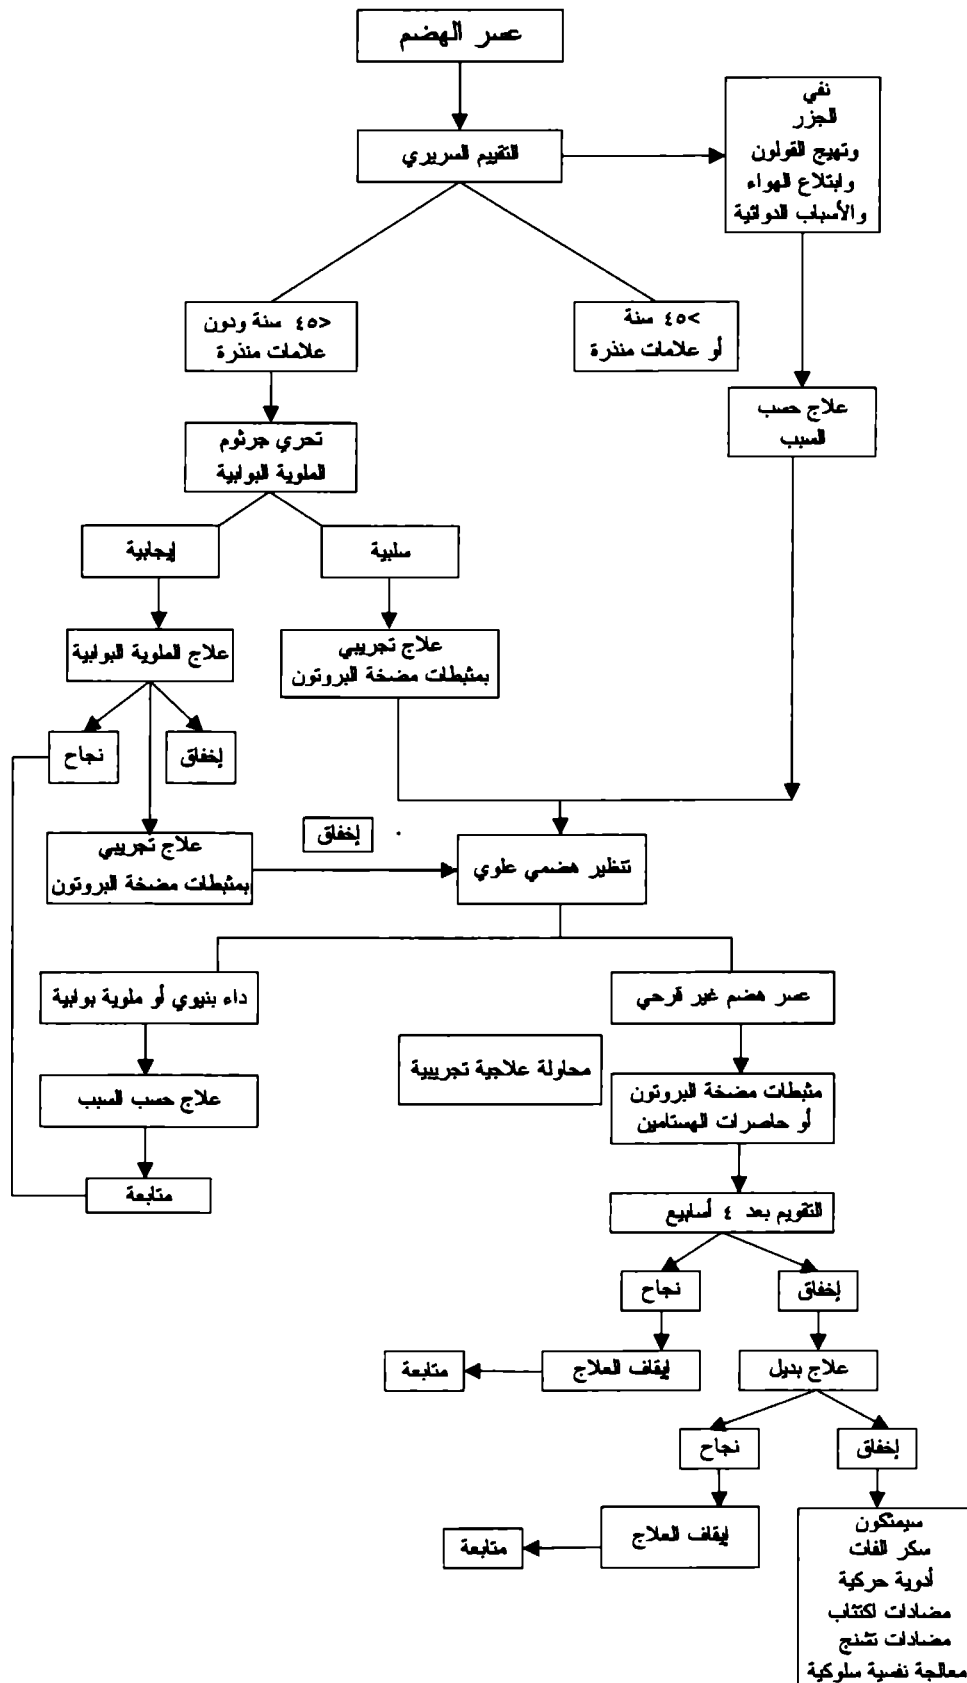 عسر الهضم
نفي
الجزر
وتهيج القولون
وابتلاع الهواء
والأسباب الدوائية
التقييم السريري
<٤٥ سنة ودون
علامات منذرة
>٤٥ سنة
أو علامات منذرة
علاج حسب
السبب
تحري جرثوم
الملوية البوابية
إيجابية
سلبية
علاج الملوية البوابية
علاج تجريبي
بمثبطات مضخة البروتون
نجاح
إخفاق
إخفاق
علاج تجريبي
بمثبطات مضخة البروتون
تنظير هضمي علوي
داء بنيوي أو ملوية بوابية
عسر هضم غير قرحي
محاولة علاجية تجريبية
علاج حسب السبب
مثبطات مضخة البروتون
أو حاصرات الهستامين
متابعة
التقويم بعد ٤ أسابيع
نجاح
إخفاق
متابعة
إيقاف العلاج
علاج بديل
نجاح
إخفاق
متابعة
إيقاف العلاج
سيمتكون
سكر الفات
أدوية حركية
مضادات اكتئاب
مضادات تشنج
معالجة نفسية سلوكية